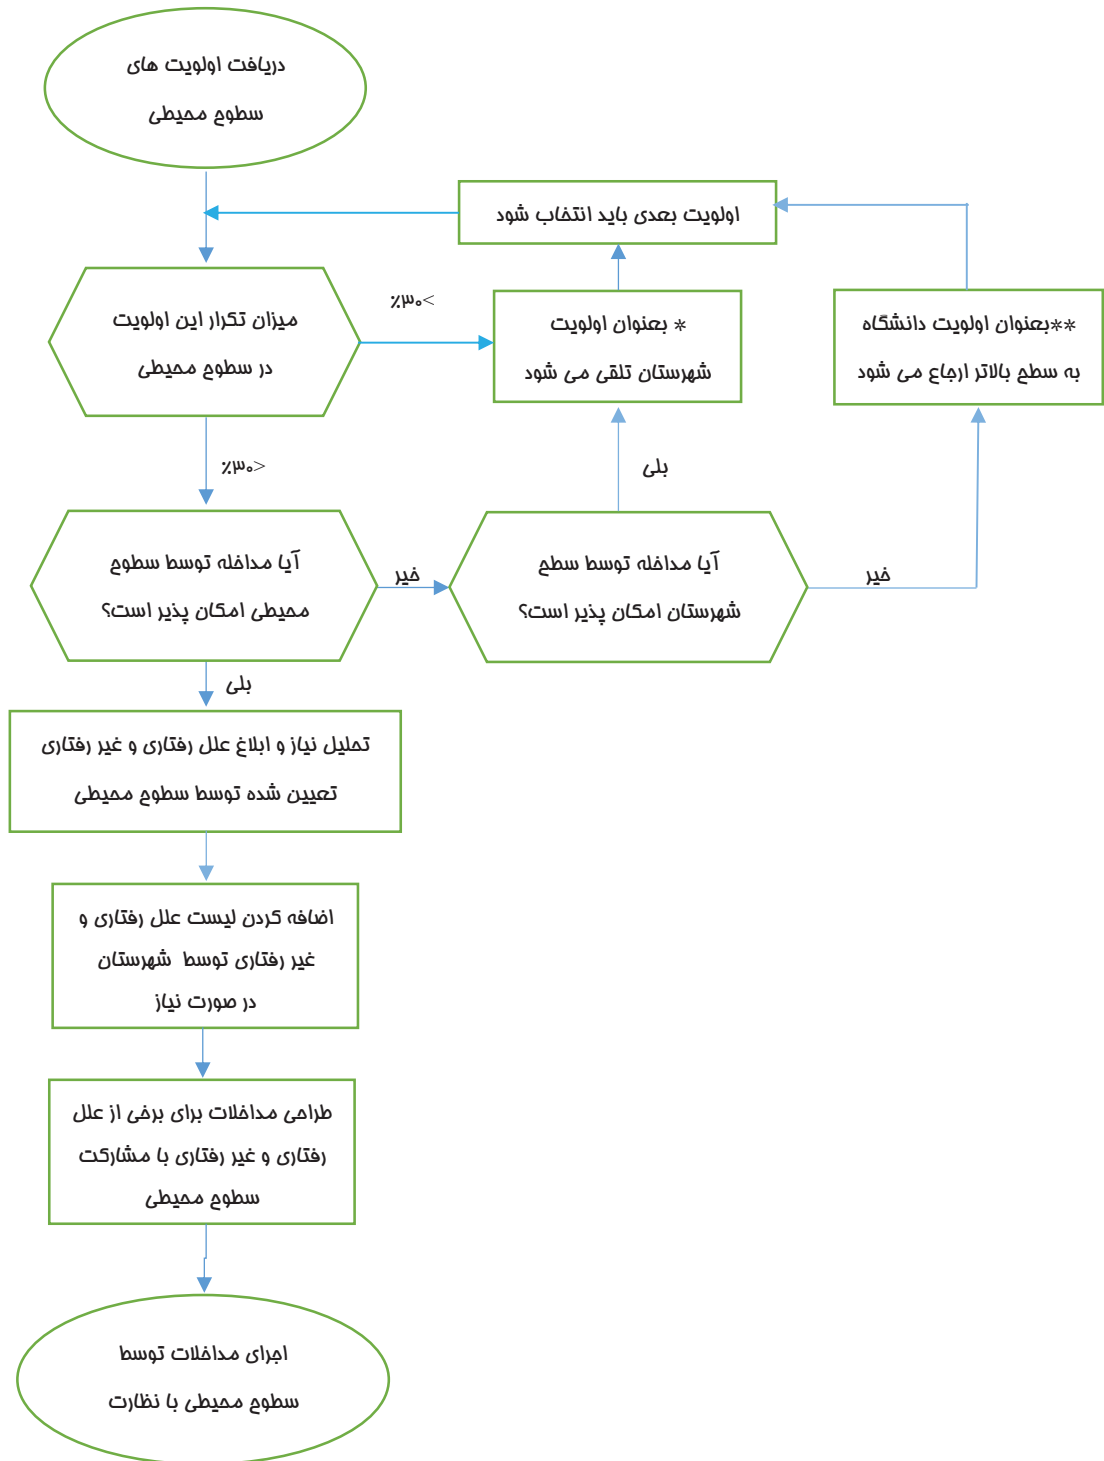 دریافت اولویت های
سطوح محیطی
اولویت بعدی باید انتخاب شود
میزان تکرار این اولویت
در سطوح محیطی
٪۳۰<
* بعنوان اولویت
شهرستان تلقی می شود
**بعنوان اولویت دانشگاه
به سطح بالاتر ارجاع می شود
٪۳۰>
بلی
آیا مداخله توسط سطوح
محیطی امکان پذیر است؟
خیر
آیا مداخله توسط سطح
شهرستان امکان پذیر است؟
خیر
بلی
تحلیل نیاز و ابلاغ علل رفتاری و غیر رفتاری
تعیین شده توسط سطوح محیطی
اضافه کردن لیست علل رفتاری و
غیر رفتاری توسط شهرستان
در صورت نیاز
طراحی مداخلات برای برخی از علل
رفتاری و غیر رفتاری با مشارکت
سطوح محیطی
اجرای مداخلات توسط
سطوح محیطی با نظارت